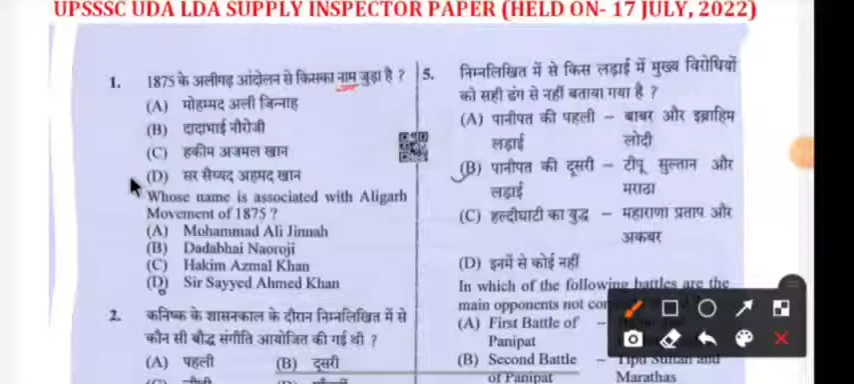 UPSSSC UDA LDA SUPPLY INSPECTOR PAPER (HELD ON- 17 JULY, 2022)
1. 1875 के अलीगढ़ आंदोलन से किसका नाम जुड़ा है ?
(A) मोहम्मद अली जिन्नाह
(B) दादाभाई नौरोजी
(C) हकीम अजमल खान
(D) सर सैय्यद अहमद खान
Whose name is associated with Aligarh
Movement of 1875 ?
(A) Mohammad Ali Jinnah
(B) Dadabhai Naoroji
(C) Hakim Azmal Khan
(D) Sir Sayyed Ahmed Khan
2. कनिष्क के शासनकाल के दौरान निम्नलिखित में से
कौन सी बौद्ध संगीति आयोजित की गई थी ?
(A) पहली (B) दूसरी
5. निम्नलिखित में से किस लड़ाई में मुख्य विरोधियों
को सही ढंग से नहीं बताया गया है ?
(A) पानीपत की पहली – बाबर और इब्राहिम
लड़ाई लोदी
(B) पानीपत की दूसरी – टीपू सुल्तान और
लड़ाई मराठा
(C) हल्दीघाटी का युद्ध – महाराणा प्रताप और
अकबर
(D) इनमें से कोई नहीं
In which of the following battles are the
main opponents not
(A) First Battle of –
Panipat
(B) Second Battle – Tipu Sultan and
of Panipat Marathas